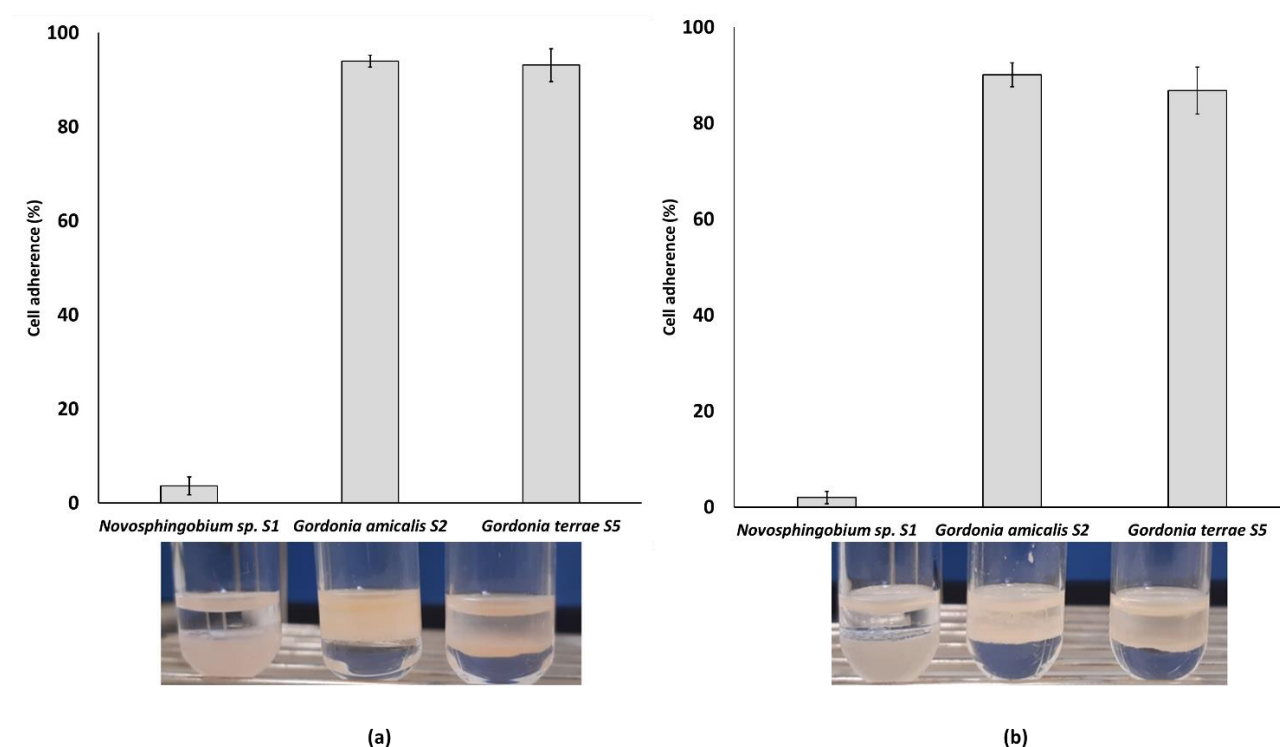 100
80
60
40
20
0
Cell adherence (%)
Novosphingobium sp. S1 Gordonia amicalis S2 Gordonia terrae S5
(a)
100
80
60
40
20
0
Cell adherence (%)
Novosphingobium sp. S1 Gordonia amicalis S2 Gordonia terrae S5
(b)